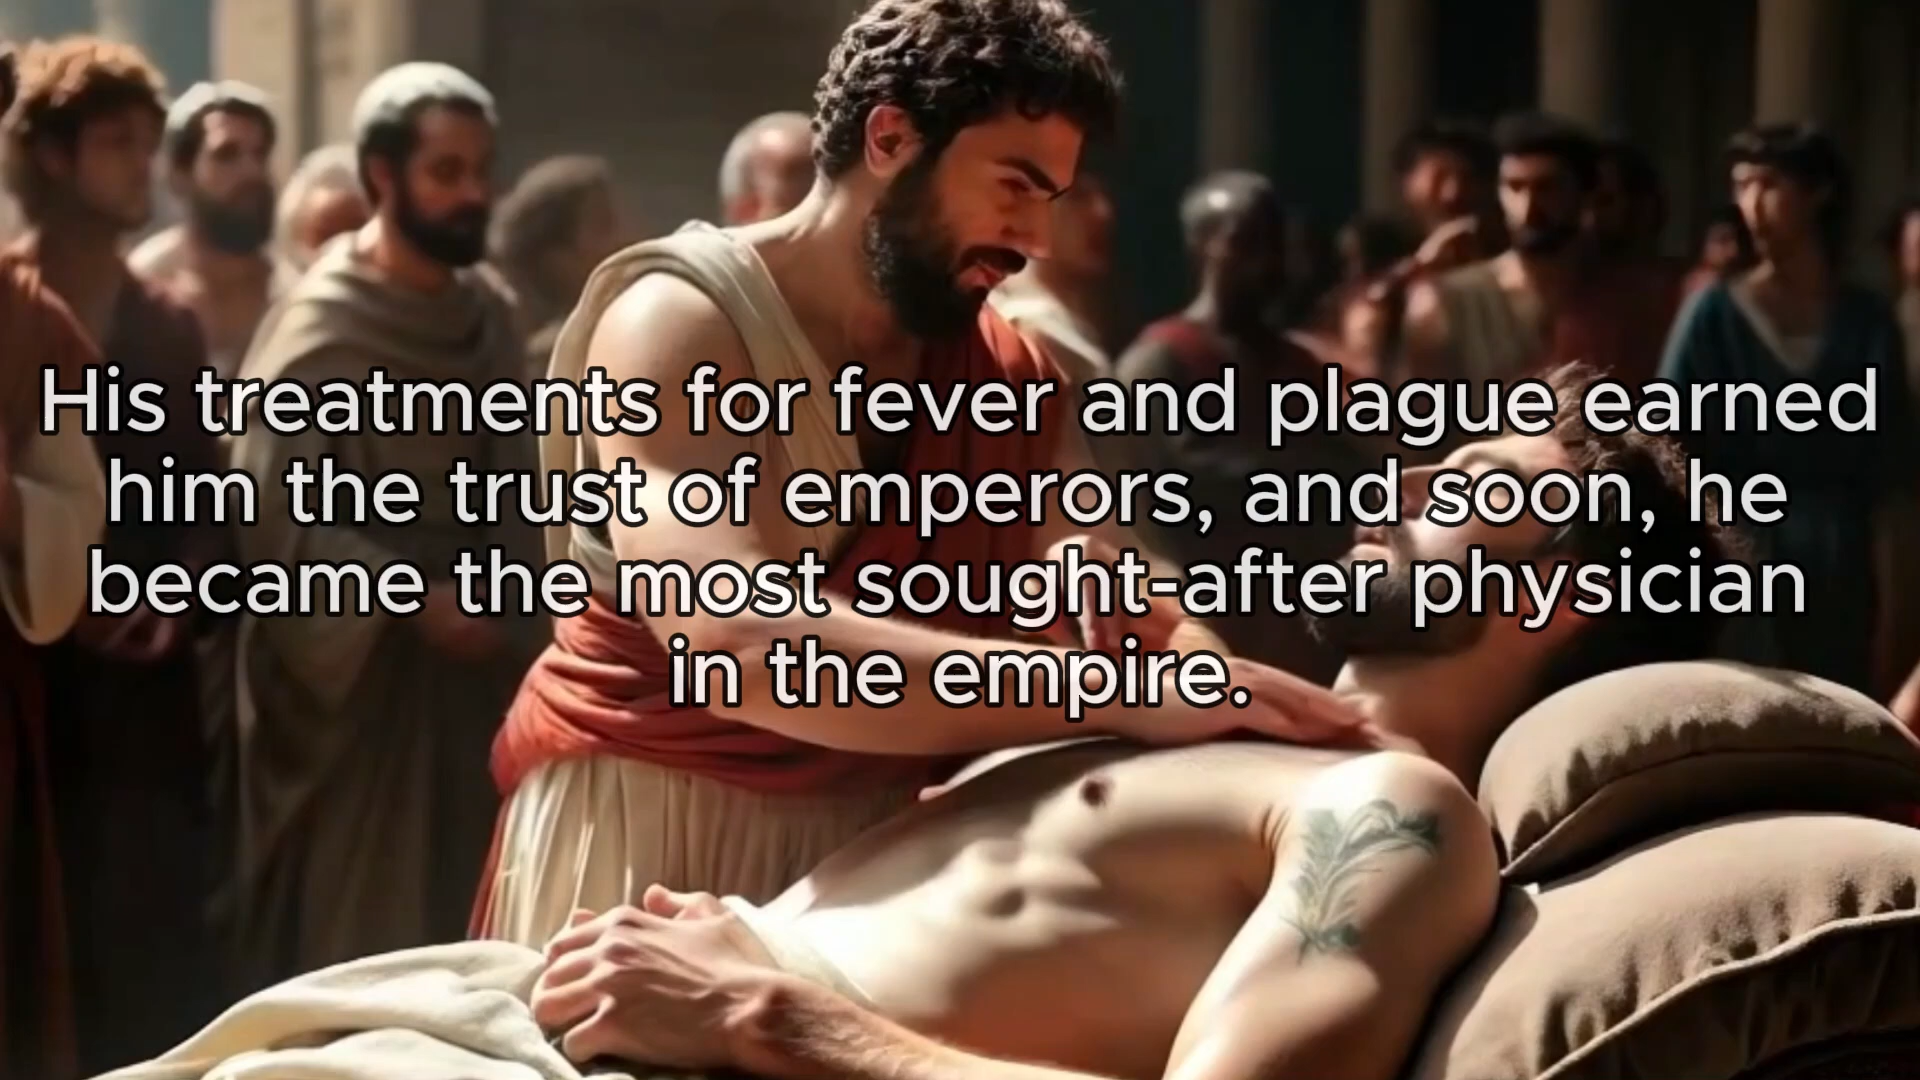 His treatments for fever and plague earned
him the trust of emperors, and soon, he
became the most sought-after physician
in the empire.